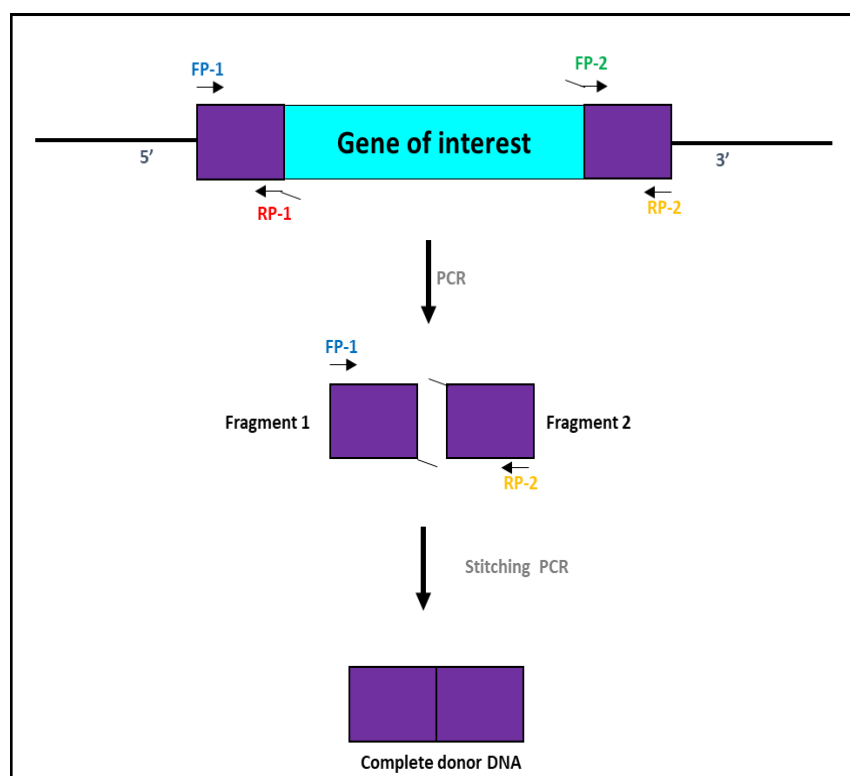 FP-1
FP-2
Gene of interest
5’
3’
RP-1
RP-2
PCR
FP-1
Fragment 1
Fragment 2
RP-2
Stitching PCR
Complete donor DNA